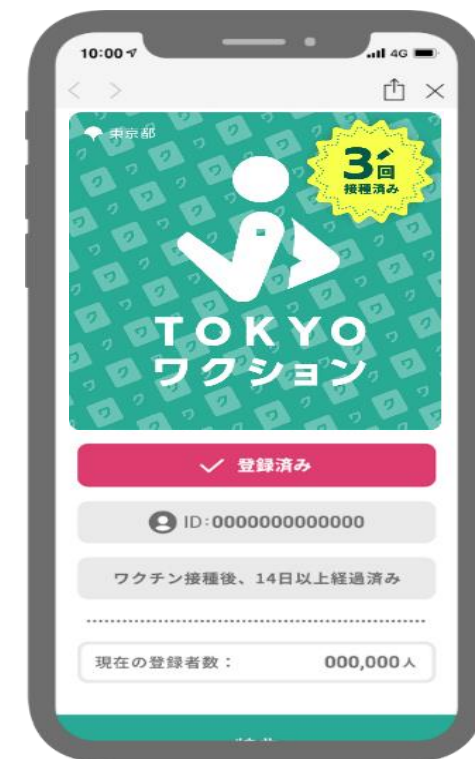 10:00
4G
東京都
3回
接種済み
TOKYO
ワクション
登録済み
ID:0000000000000
ワクチン接種後、14日以上経過済み
現在の登録者数： 000,000人